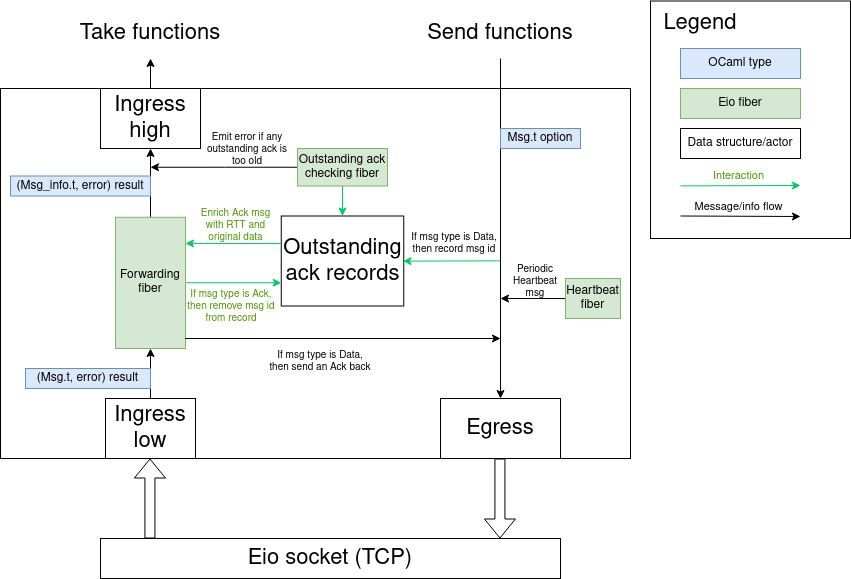 Take functions
Send functions
Legend
OCaml type
Eio fiber
Data structure/actor
Interaction
Message/info flow
Ingress
high
Emit error if any
outstanding ack is
too old
Msg.t option
Outstanding ack
checking fiber
(Msg_info.t, error) result
Enrich Ack msg
with RTT and
original data
Outstanding
ack records
If msg type is Data,
then record msg id
Forwarding
fiber
Periodic
Heartbeat
msg
Heartbeat
fiber
If msg type is Ack,
then remove msg id
from record
If msg type is Data,
then send an Ack back
(Msg.t, error) result
Ingress
low
Egress
Eio socket (TCP)